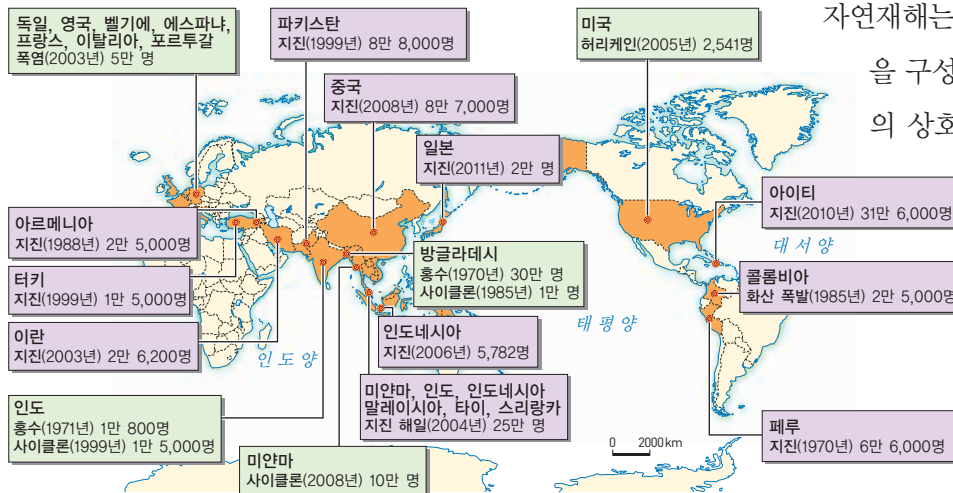 독일, 영국, 벨기에, 에스파냐,
프랑스, 이탈리아, 포르투갈
폭염(2003년) 5만 명
파키스탄
지진(1999년) 8만 8,000명
중국
지진(2008년) 8만 7,000명
일본
지진(2011년) 2만 명
미국
허리케인(2005년) 2,541명
자연재해는
을 구성
의 상호
아이티
지진(2010년) 31만 6,000명
대서양
아르메니아
지진(1988년) 2만 5,000명
터키
지진(1999년) 1만 5,000명
이란
지진(2003년) 2만 6,200명
인도양
방글라데시
홍수(1970년) 30만 명
사이클론(1985년) 1만 명
콜롬비아
화산 폭발(1985년) 2만 5,000명
태평양
인도네시아
지진(2006년) 5,782명
미얀마, 인도, 인도네시아
말레이시아, 타이, 스리랑카
지진 해일(2004년) 25만 명
인도
홍수(1971년) 1만 800명
사이클론(1999년) 1만 5,000명
미얀마
사이클론(2008년) 10만 명
0 2000km
페루
지진(1970년) 6만 6,000명